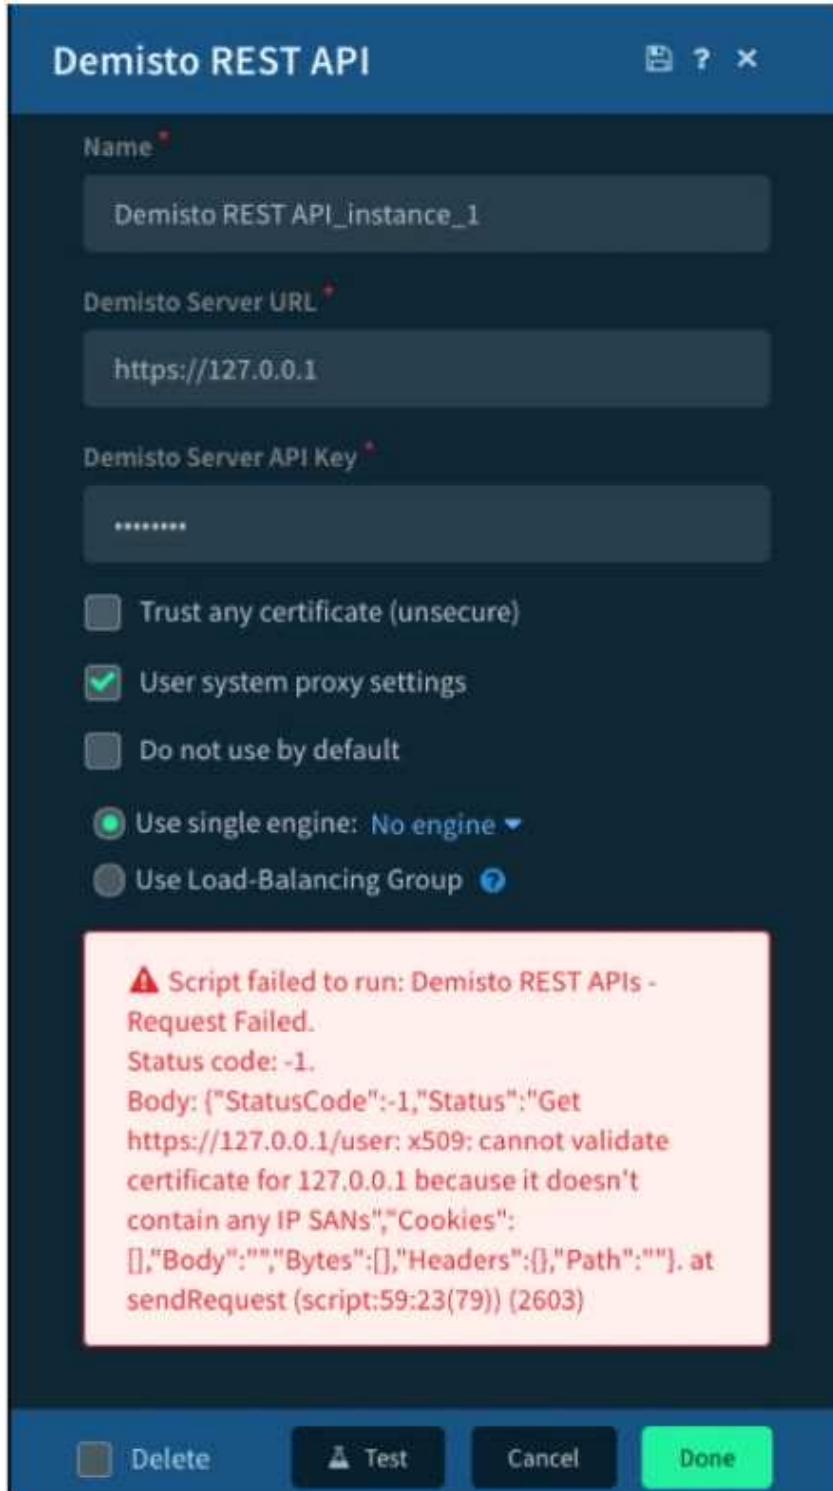 Demisto REST API ? ×
Name *
Demisto REST API_instance_1
Demisto Server URL *
https://127.0.0.1
Demisto Server API Key *
••••••••
Trust any certificate (unsecure)
User system proxy settings
Do not use by default
Use single engine: No engine
Use Load-Balancing Group ?
Script failed to run: Demisto REST APIs -
Request Failed.
Status code: -1.
Body: {"StatusCode":-1,"Status":"Get
https://127.0.0.1/user: x509: cannot validate
certificate for 127.0.0.1 because it doesn't
contain any IP SANs","Cookies":
[],"Body":"","Bytes":[],"Headers":{},"Path":""}. at
sendRequest (script:59:23(79)) (2603)
Delete Test Cancel Done